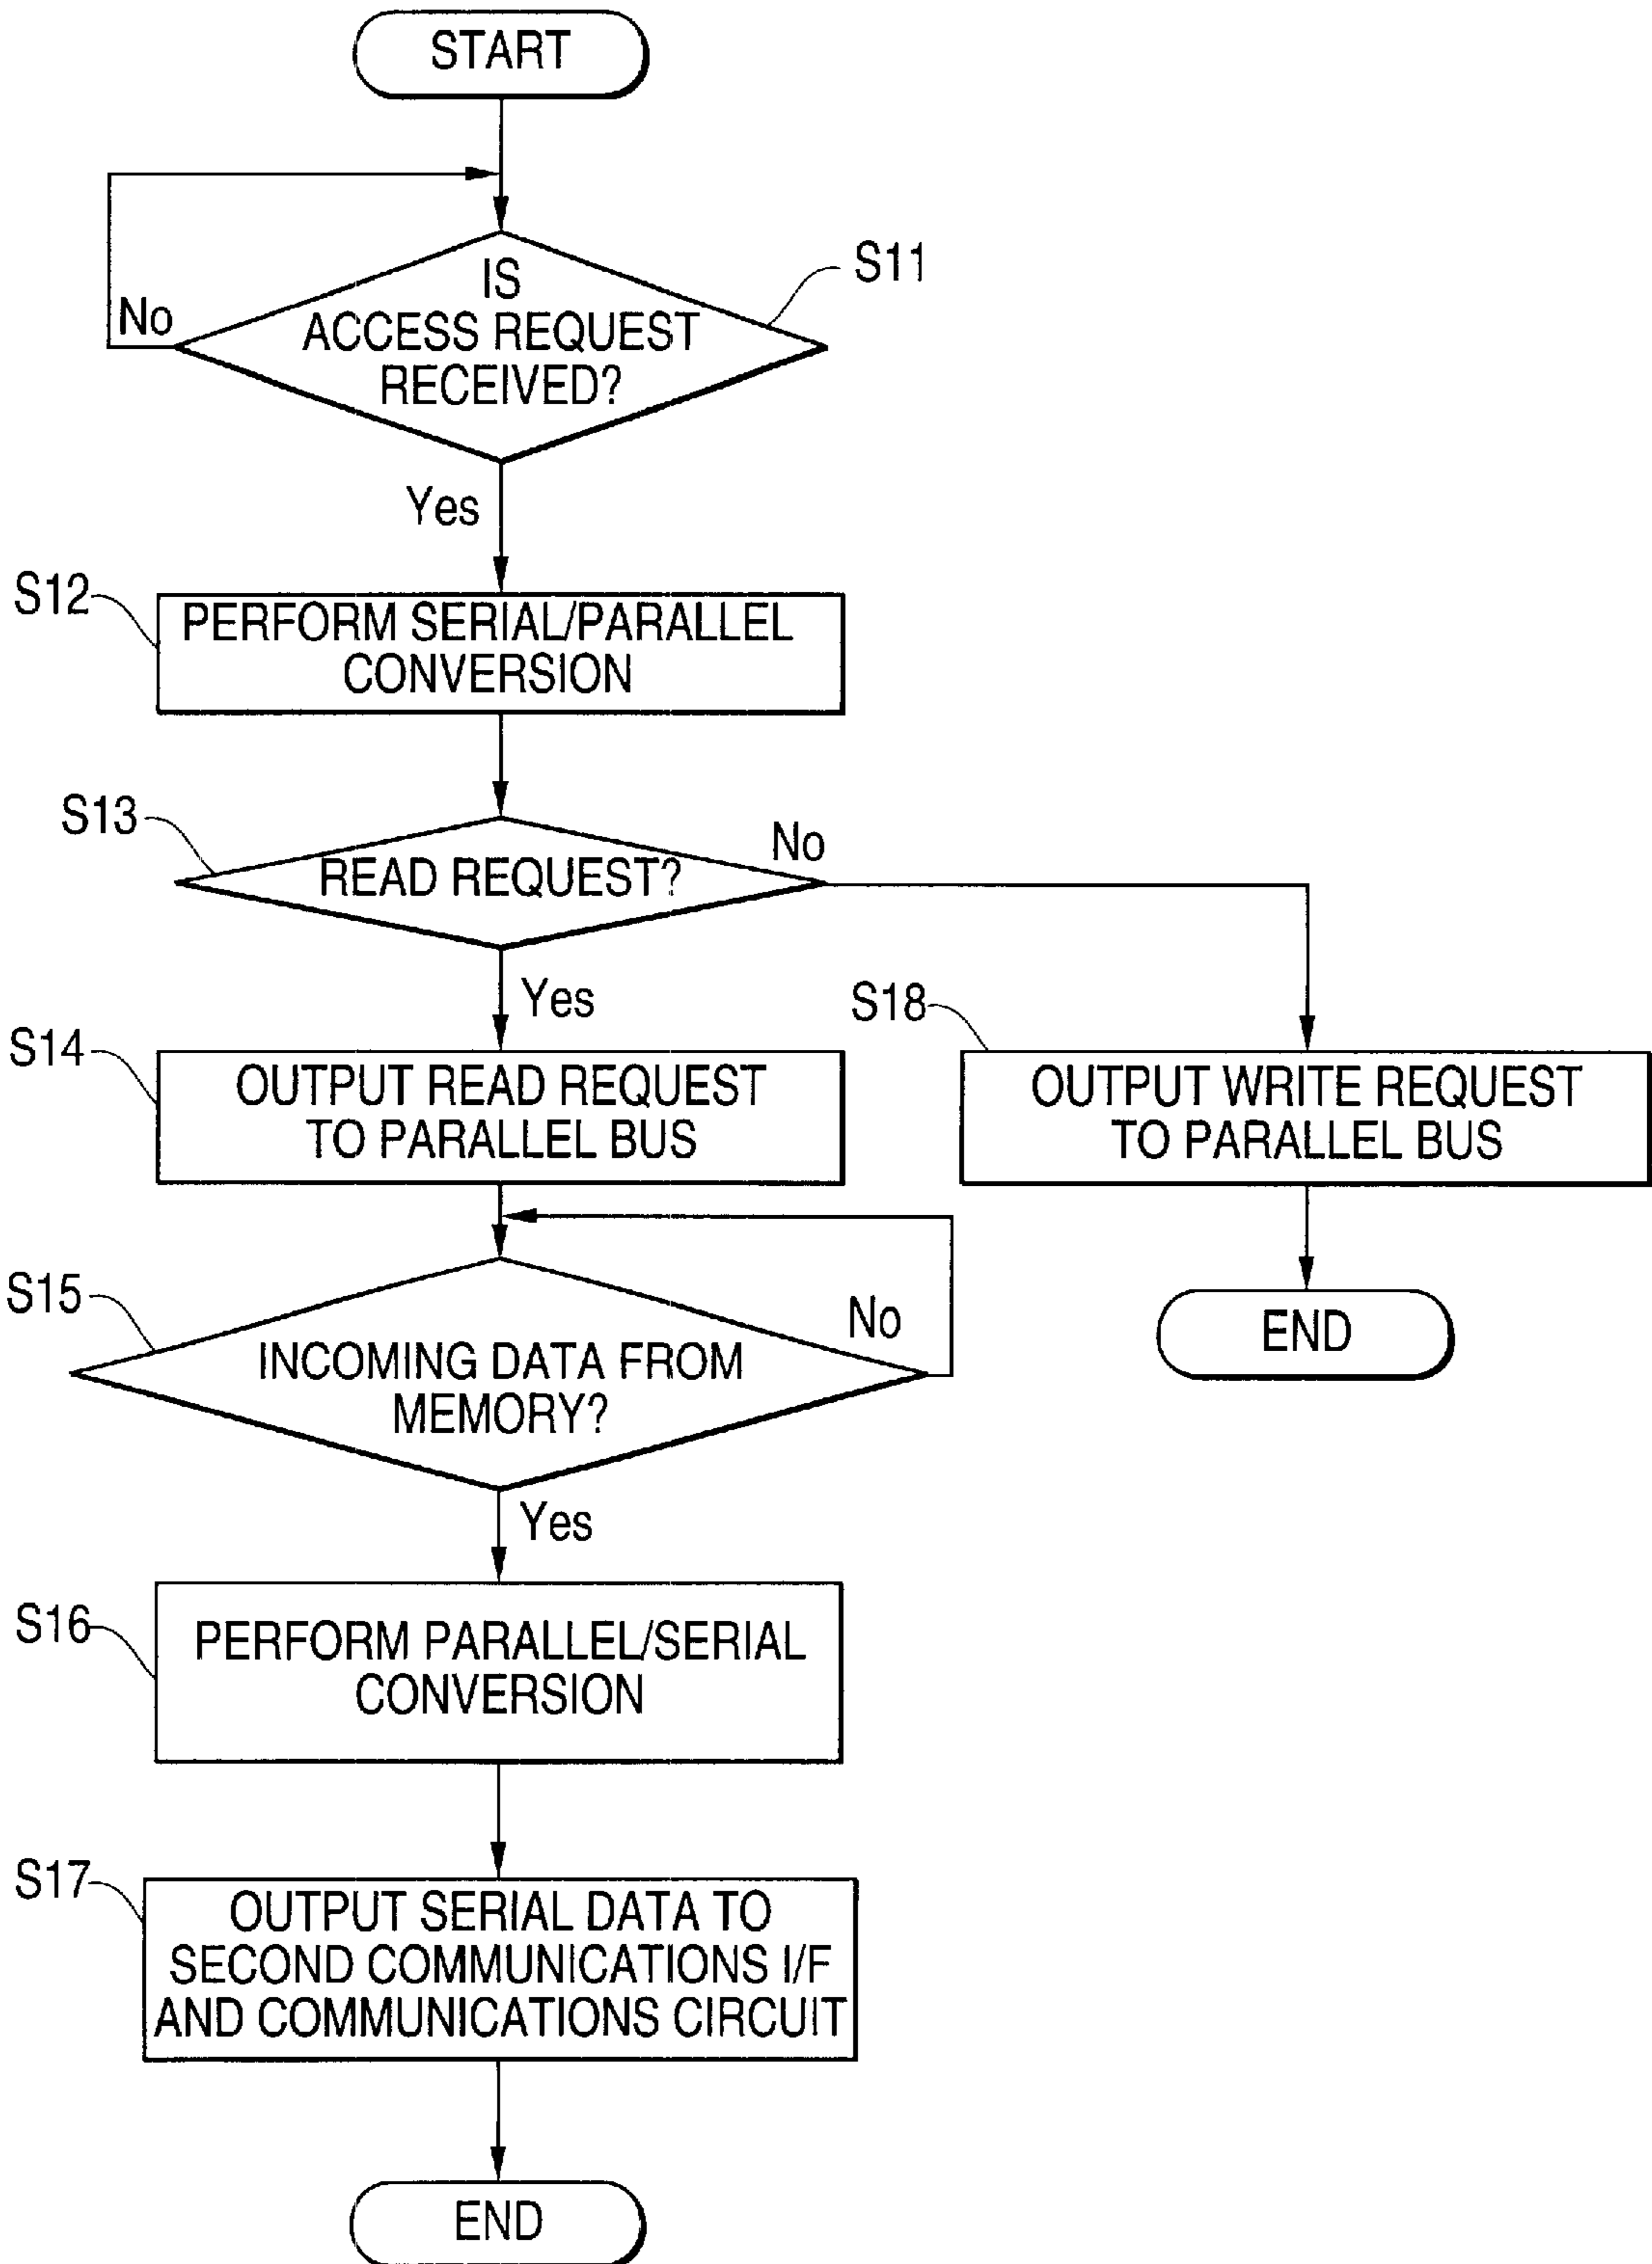 START
IS
ACCESS REQUEST
RECEIVED?
S11
No
Yes
S12
PERFORM SERIAL/PARALLEL
CONVERSION
S13
READ REQUEST?
No
Yes
S14
OUTPUT READ REQUEST
TO PARALLEL BUS
S18
OUTPUT WRITE REQUEST
TO PARALLEL BUS
END
S15
INCOMING DATA FROM
MEMORY?
No
Yes
S16
PERFORM PARALLEL/SERIAL
CONVERSION
S17
OUTPUT SERIAL DATA TO
SECOND COMMUNICATIONS I/F
AND COMMUNICATIONS CIRCUIT
END